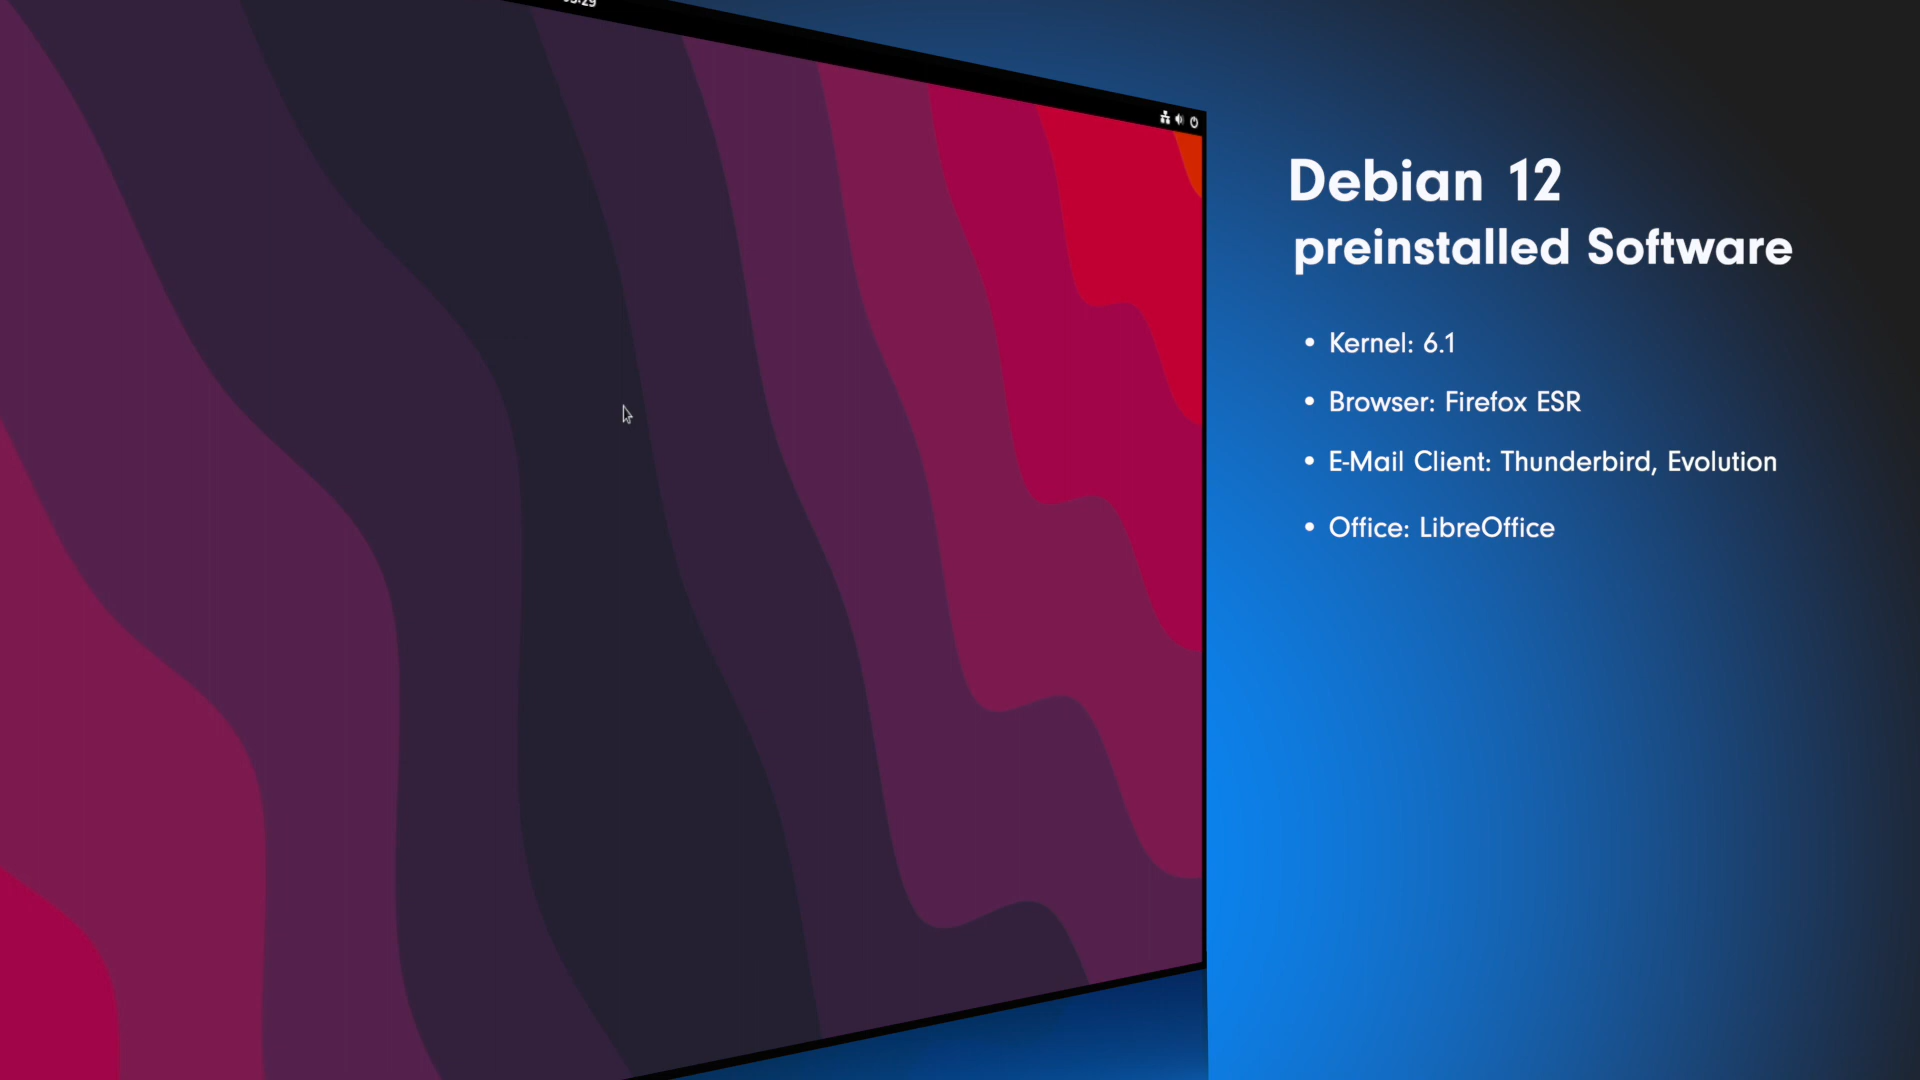 Debian 12
preinstalled Software
• Kernel: 6.1
• Browser: Firefox ESR
• E-Mail Client: Thunderbird, Evolution
• Office: LibreOffice